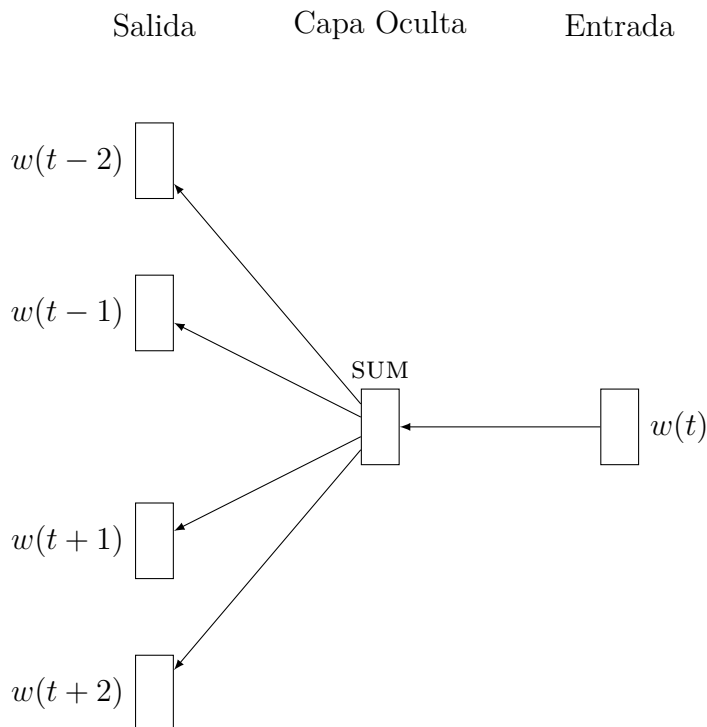 Salida Capa Oculta Entrada
w(t − 2)
w(t − 1)
SUM
w(t)
w(t + 1)
w(t + 2)